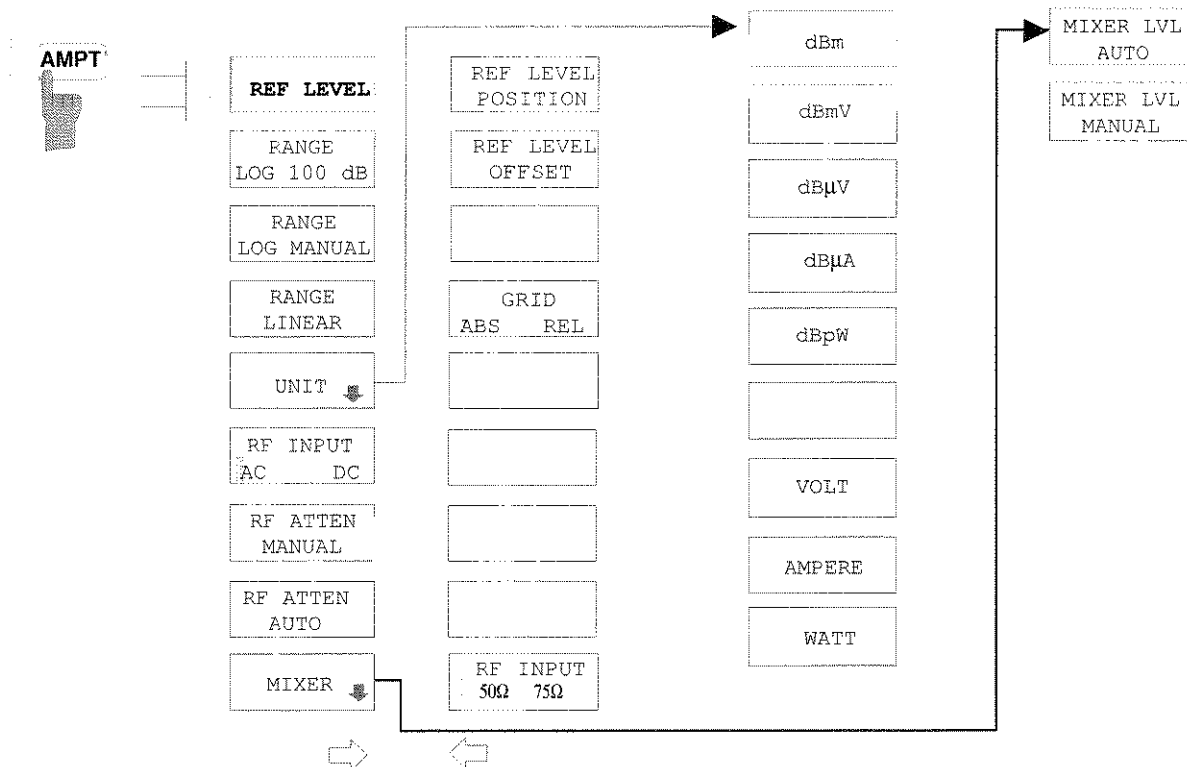 AMPT
REF LEVEL
RANGE
LOG 100 dB
RANGE
LOG MANUAL
RANGE
LINEAR
UNIT
RF INPUT
AC DC
RF ATTEN
MANUAL
RF ATTEN
AUTO
MIXER
REF LEVEL
POSITION
REF LEVEL
OFFSET
GRID
ABS REL
RF INPUT
50Ω 75Ω
dBm
dBmV
dBµV
dBµA
dBpW
VOLT
AMPERE
WATT
MIXER LVL
AUTO
MIXER LVL
MANUAL